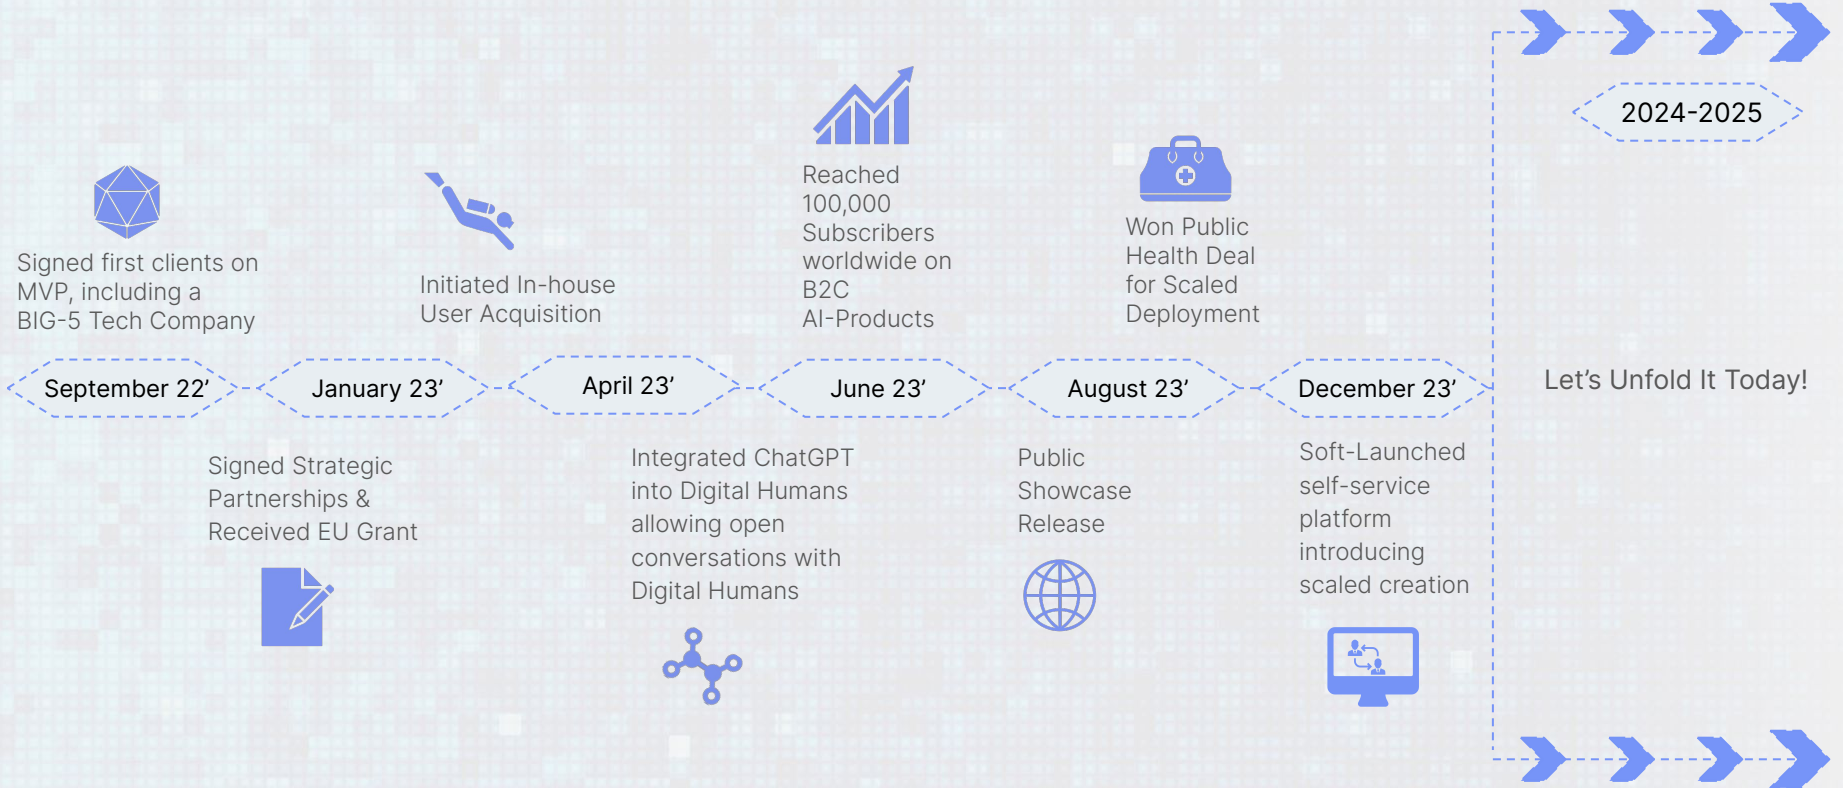 2024-2025
Reached
100,000
Subscribers
worldwide on
B2C
AI-Products
Won Public
Health Deal
for Scaled
Deployment
Signed first clients on
MVP, including a
BIG-5 Tech Company
Initiated In-house
User Acquisition
September 22’
January 23’
April 23’
June 23’
August 23’
December 23’
Let’s Unfold It Today!
Signed Strategic
Partnerships &
Received EU Grant
Integrated ChatGPT
into Digital Humans
allowing open
conversations with
Digital Humans
Public
Showcase
Release
Soft-Launched
self-service
platform
introducing
scaled creation